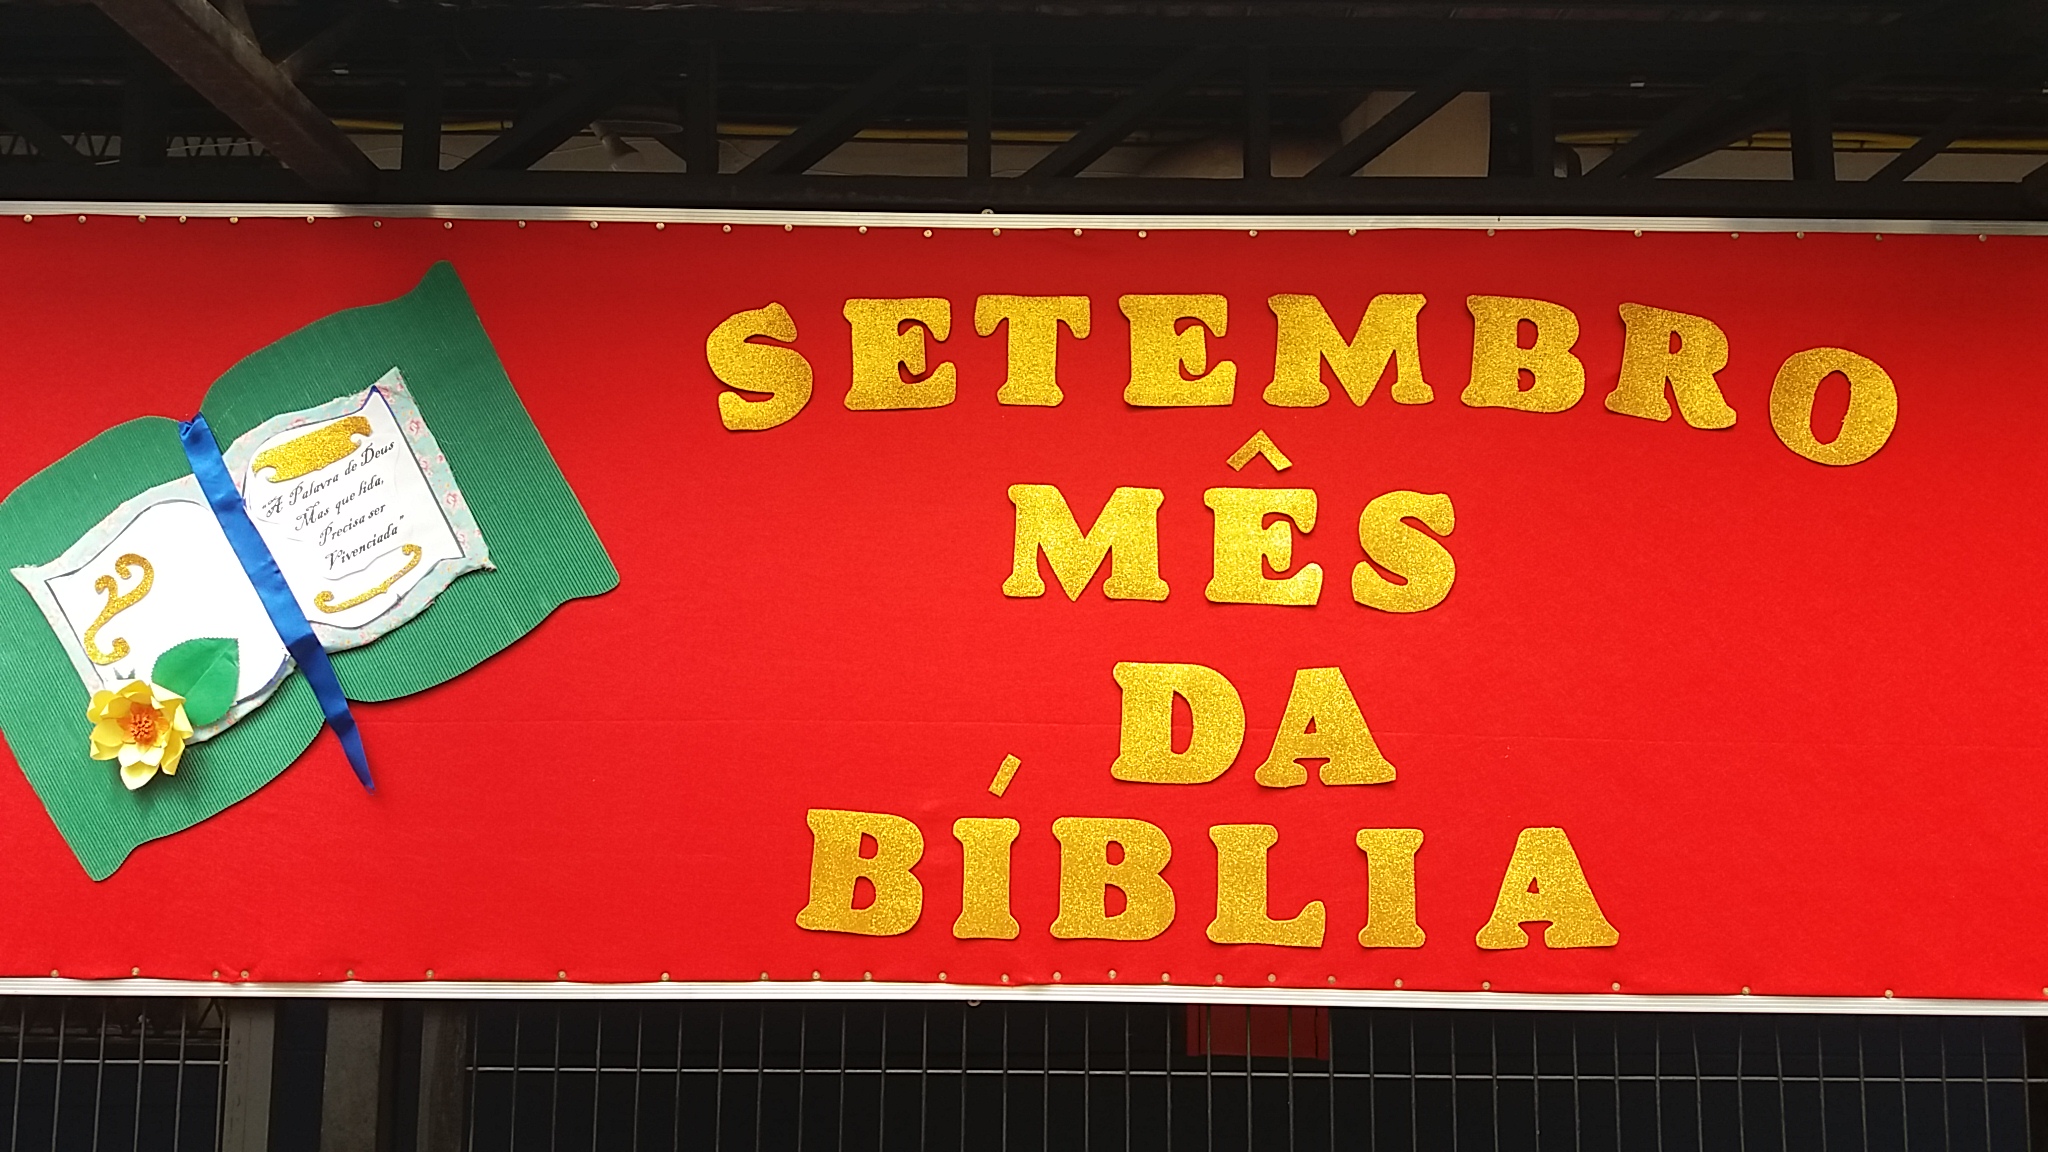 "A Palavra de Deus
Mas que lida,
Precisa ser
Vivenciada"
SETEMBRO
MÊS
DA
BÍBLIA